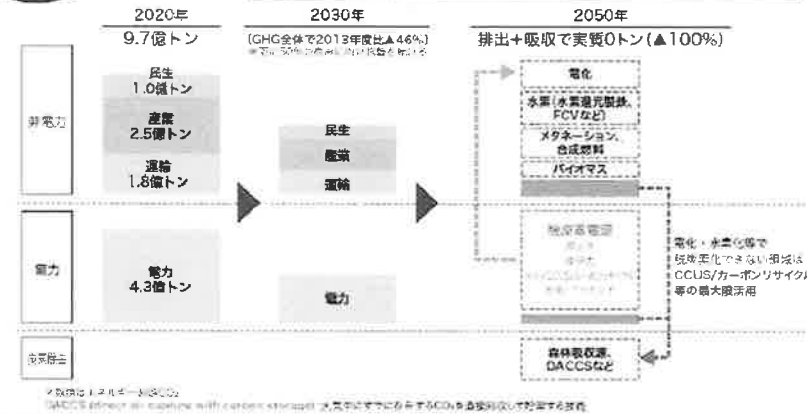 2020年
9.7億トン
2030年
(GHG全体で2013年度比▲46%)
2050年
排出+吸収で実質0トン(▲100%)
非電力
民生
1.0億トン
産業
2.5億トン
運輸
1.8億トン
民生
産業
運輸
電化
水素(水素還元製鉄、
FCVなど)
メタネーション、
合成燃料
バイオマス
電力
電力
4.3億トン
電力
脱炭素電源
電化・水素化等で
脱炭素化できない領域は
CCUS/カーボンリサイクル
等の最大限活用
森林吸収源、
DACCSなど